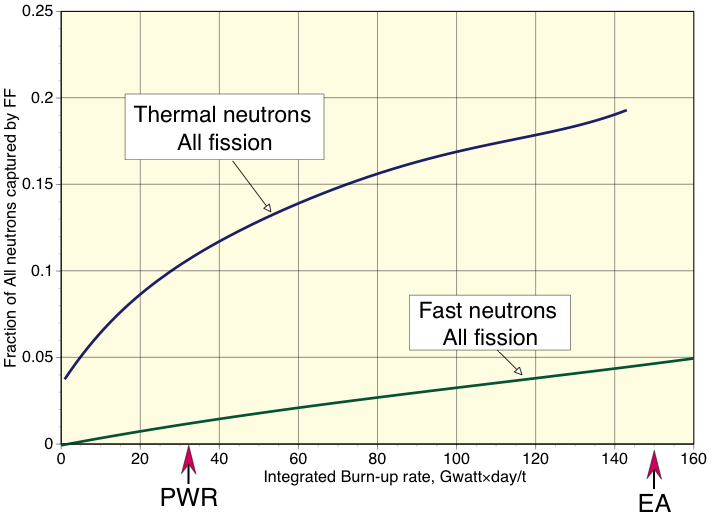 Fraction of All neutrons captured by FF
0.25
0.2
0.15
0.1
0.05
0
Thermal neutrons
All fission
Fast neutrons
All fission
0 20 40 60 80 100 120 140 160
Integrated Burn-up rate, Gwatt×day/t
PWR
EA